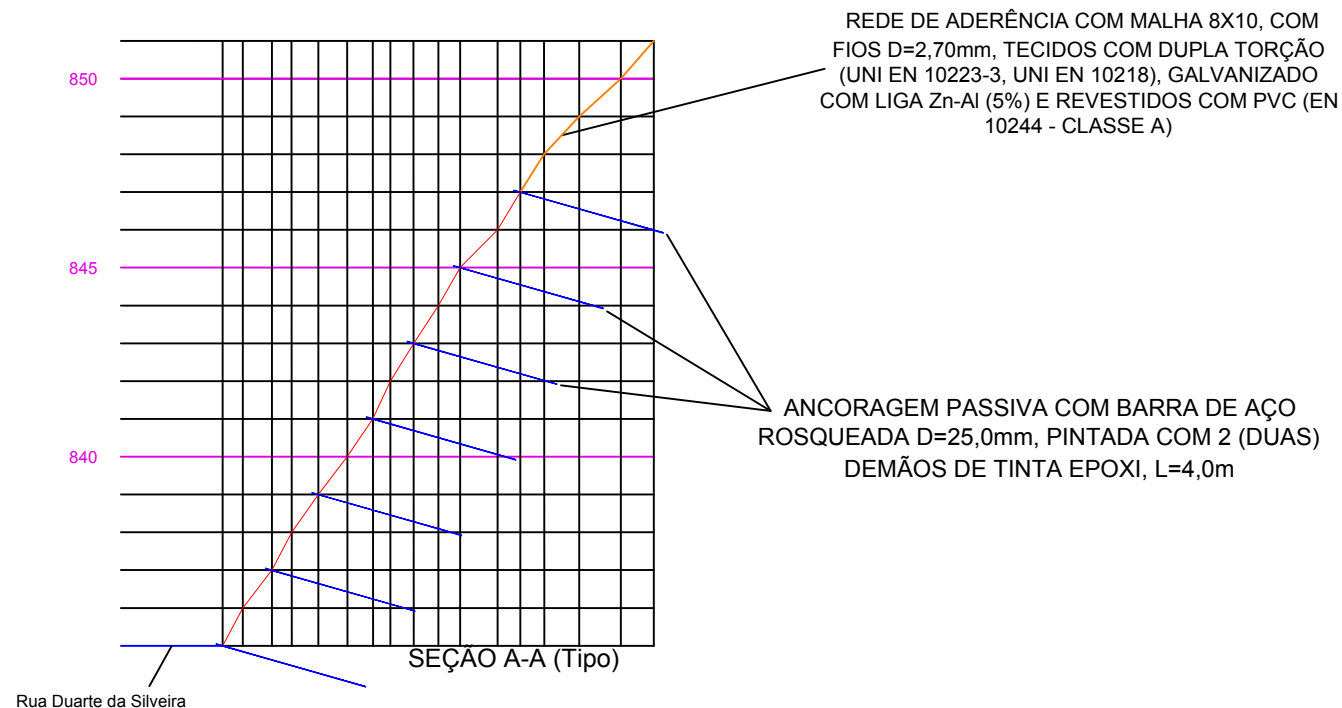 REDE DE ADERÊNCIA COM MALHA 8X10, COM
FIOS D=2,70mm, TECIDOS COM DUPLA TORÇÃO
(UNI EN 10223-3, UNI EN 10218), GALVANIZADO
COM LIGA Zn-Al (5%) E REVESTIDOS COM PVC (EN
10244 - CLASSE A)
850
845
840
ANCORAGEM PASSIVA COM BARRA DE AÇO
ROSQUEADA D=25,0mm, PINTADA COM 2 (DUAS)
DEMÃOS DE TINTA EPOXI, L=4,0m
SEÇÃO A-A (Tipo)
Rua Duarte da Silveira